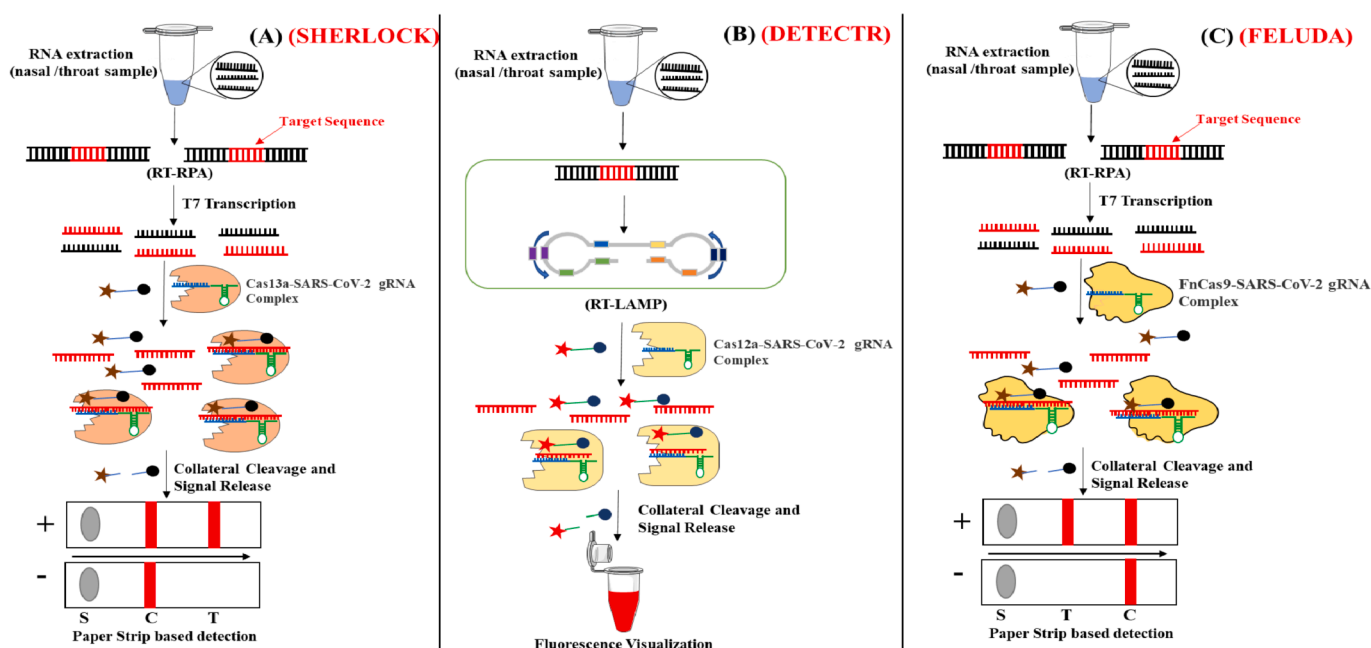 (A) (SHERLOCK)
RNA extraction
(nasal /throat sample)
Target Sequence
(RT-RPA)
T7 Transcription
Cas13a-SARS-CoV-2 gRNA
Complex
Collateral Cleavage and
Signal Release
+
-
S C T
Paper Strip based detection
(B) (DETECTR)
RNA extraction
(nasal /throat sample)
(RT-LAMP)
Cas12a-SARS-CoV-2 gRNA
Complex
Collateral Cleavage and
Signal Release
Fluorescence Visualization
(C) (FELUDA)
RNA extraction
(nasal /throat sample)
Target Sequence
(RT-RPA)
T7 Transcription
FnCas9-SARS-CoV-2 gRNA
Complex
Collateral Cleavage and
Signal Release
+
-
S T C
Paper Strip based detection